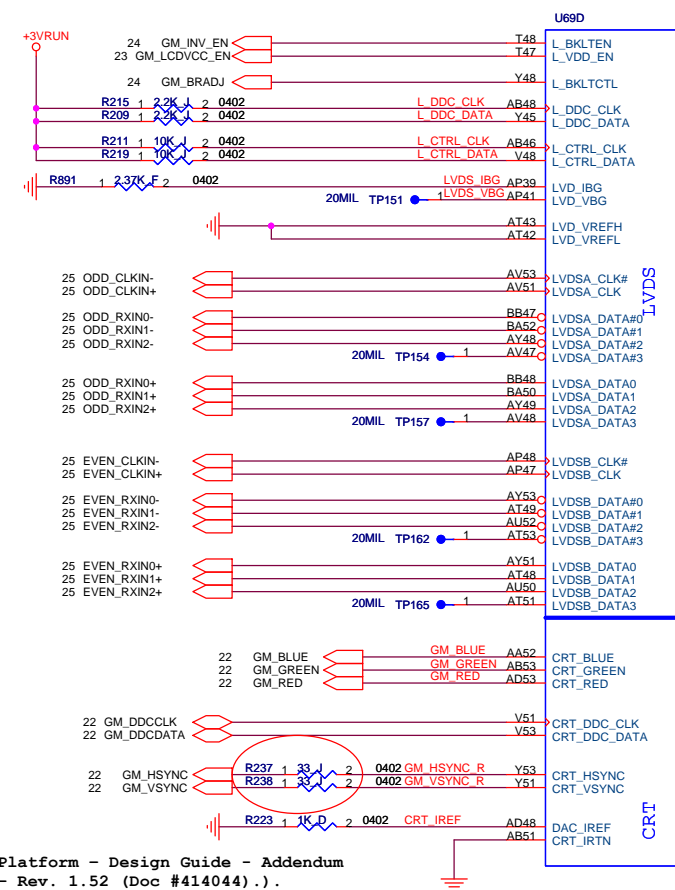 U69D
+3VRUN
24 GM_INV_EN T48 L_BKLTEN
23 GM_LCDVCC_EN T47 L_VDD_EN
24 GM_BRADJ Y48 L_BKLTCTL
R215 1 2.2K_J 2 0402 L_DDC_CLK AB48 L_DDC_CLK
R209 1 2.2K_J 2 0402 L_DDC_DATA Y45 L_DDC_DATA
R211 1 10K_J 2 0402 L_CTRL_CLK AB46 L_CTRL_CLK
R219 1 10K_J 2 0402 L_CTRL_DATA V48 L_CTRL_DATA
R891 1 2.37K_F 2 0402 LVDS_IBG AP39 LVD_IBG
20MIL TP151 1 LVDS_VBG AP41 LVD_VBG
AT43 LVD_VREFH
AT42 LVD_VREFL
LVDS
25 ODD_CLKIN- AV53 LVDSA_CLK#
25 ODD_CLKIN+ AV51 LVDSA_CLK
25 ODD_RXIN0- BB47 LVDSA_DATA#0
25 ODD_RXIN1- BA52 LVDSA_DATA#1
25 ODD_RXIN2- AY48 LVDSA_DATA#2
20MIL TP154 1 AV47 LVDSA_DATA#3
25 ODD_RXIN0+ BB48 LVDSA_DATA0
25 ODD_RXIN1+ BA50 LVDSA_DATA1
25 ODD_RXIN2+ AY49 LVDSA_DATA2
20MIL TP157 1 AV48 LVDSA_DATA3
25 EVEN_CLKIN- AP48 LVDSB_CLK#
25 EVEN_CLKIN+ AP47 LVDSB_CLK
25 EVEN_RXIN0- AY53 LVDSB_DATA#0
25 EVEN_RXIN1- AT49 LVDSB_DATA#1
25 EVEN_RXIN2- AU52 LVDSB_DATA#2
20MIL TP162 1 AT53 LVDSB_DATA#3
25 EVEN_RXIN0+ AY51 LVDSB_DATA0
25 EVEN_RXIN1+ AT48 LVDSB_DATA1
25 EVEN_RXIN2+ AU50 LVDSB_DATA2
20MIL TP165 1 AT51 LVDSB_DATA3
22 GM_BLUE GM_BLUE AA52 CRT_BLUE
22 GM_GREEN GM_GREEN AB53 CRT_GREEN
22 GM_RED GM_RED AD53 CRT_RED
22 GM_DDCCLK V51 CRT_DDC_CLK
22 GM_DDCDATA V53 CRT_DDC_DATA
22 GM_HSYNC R237 1 33_J 2 0402 GM_HSYNC_R Y53 CRT_HSYNC
22 GM_VSYNC R238 1 33_J 2 0402 GM_VSYNC_R Y51 CRT_VSYNC
R223 1 1K_D 2 0402 CRT_IREF AD48 DAC_IREF
AB51 CRT_IRTN
CRT
Platform – Design Guide - Addendum
- Rev. 1.52 (Doc #414044).).